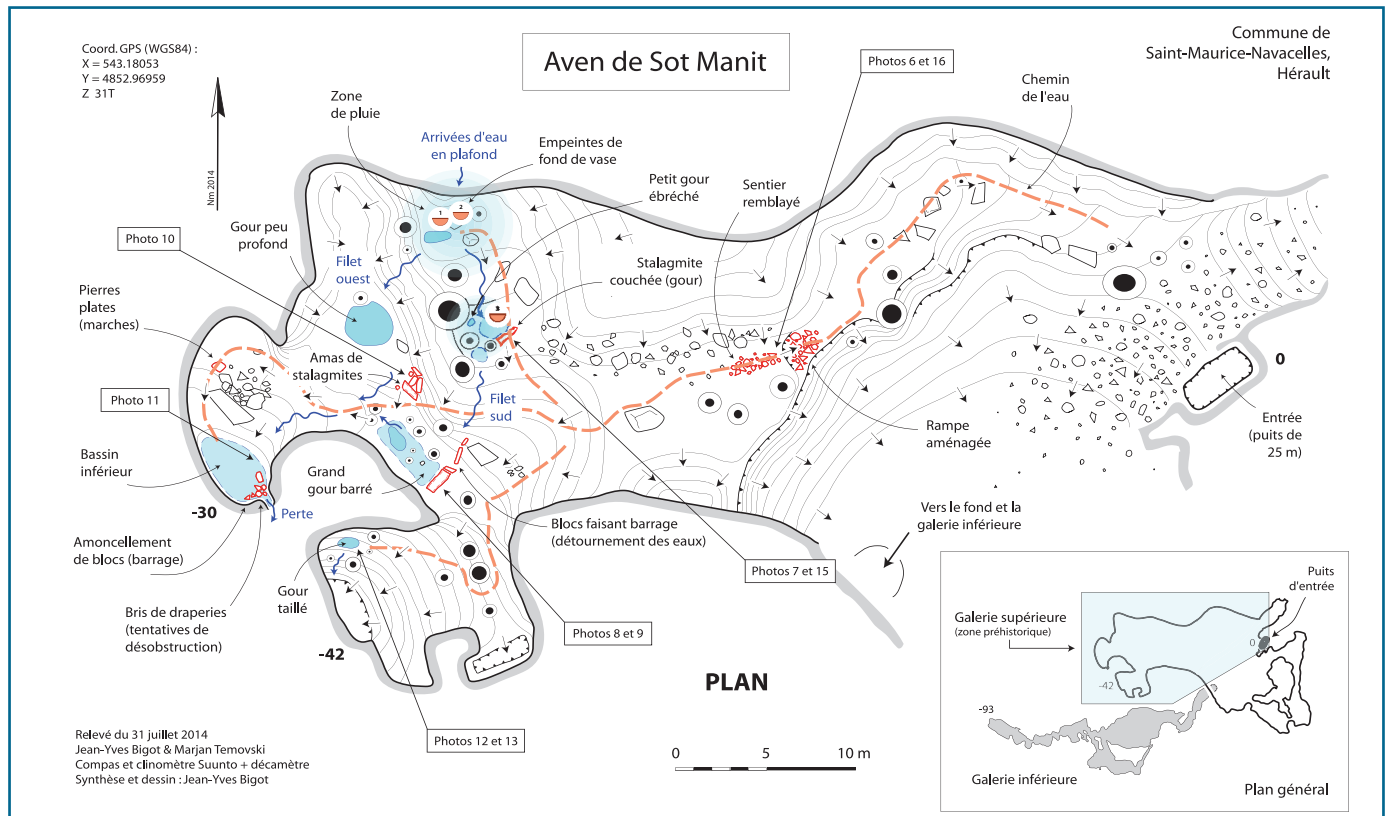 Coord. GPS (WGS84) :
X = 543.18053
Y = 4852.96959
Z 31T
Aven de Sot Manit
Commune de
Saint-Maurice-Navacelles,
Hérault
Nm 2014
Photos 6 et 16
Zone
de pluie
Arrivées d'eau
en plafond
Empeintes de
fond de vase
Chemin
de l'eau
Petit gour
ébréché
Sentier
remblayé
1
2
3
Photo 10
Gour peu
profond
Filet
ouest
Stalagmite
couchée (gour)
Pierres
plates
(marches)
Amas de
stalagmites
Photo 11
Filet
sud
0
Entrée
(puits de
25 m)
Rampe
aménagée
Bassin
inférieur
Grand
gour barré
-30
Perte
Blocs faisant barrage
(détournement des eaux)
Vers le fond et la
galerie inférieure
Amoncellement
de blocs (barrage)
Photos 7 et 15
Gour
taillé
Bris de draperies
(tentatives de
désobstruction)
-42
Photos 8 et 9
PLAN
Photos 12 et 13
0 5 10 m
Relevé du 31 juillet 2014
Jean-Yves Bigot & Marjan Temovski
Compas et clinomètre Suunto + décamètre
Synthèse et dessin : Jean-Yves Bigot
Puits
d'entrée
Galerie supérieure
(zone préhistorique)
0
-42
-93
Galerie inférieure
Plan général